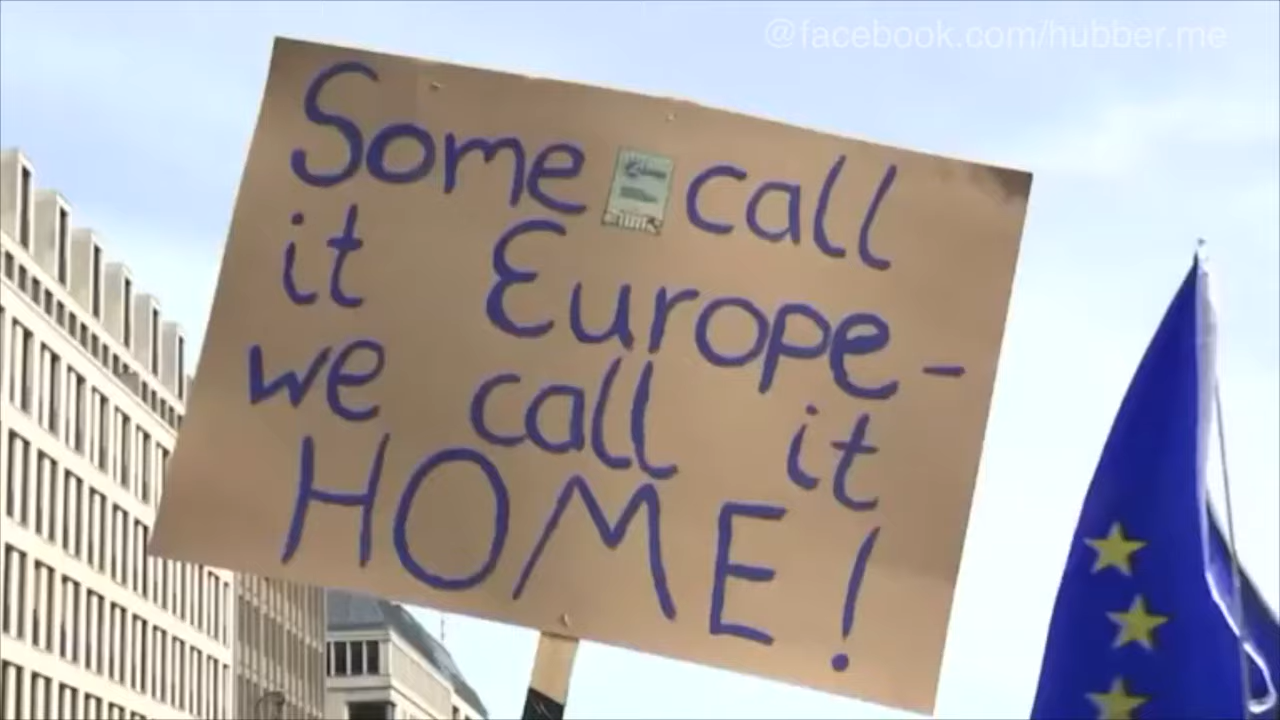 @facebook.com/hubber.me
Some call
it Europe-
we call it
HOME!